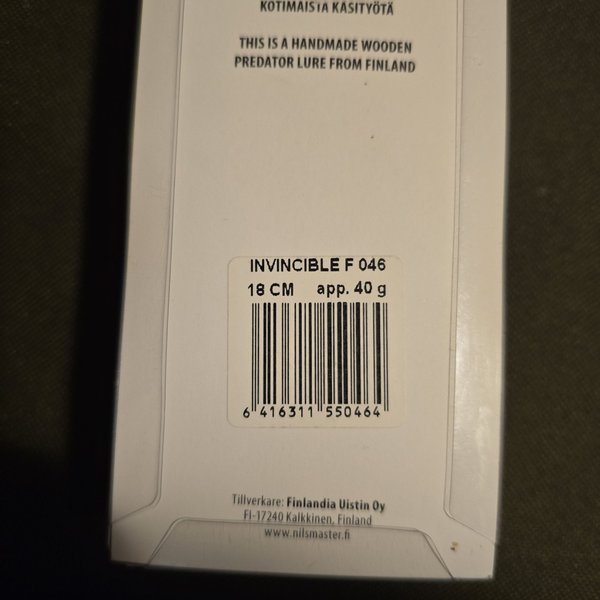 KOTIMAISTA KÄSITYÖTÄ
THIS IS A HANDMADE WOODEN
PREDATOR LURE FROM FINLAND
INVINCIBLE F 046
18 CM app. 40 g
6 416311 550464
Tillverkare: Finlandia Uistin Oy
FI-17240 Kalkkinen, Finland
www.nilsmaster.fi